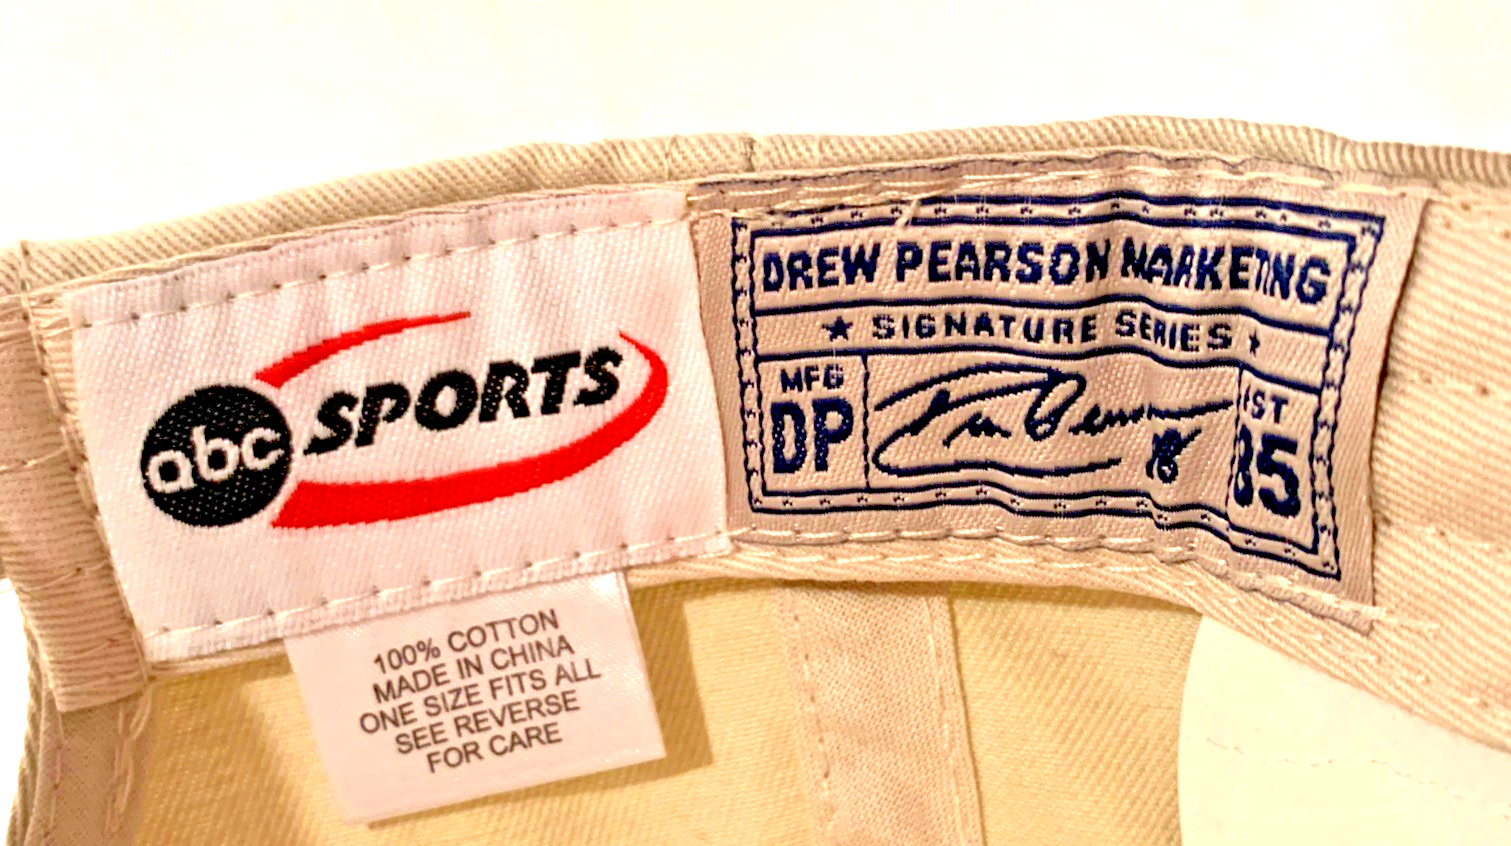 abc SPORTS
100% COTTON
MADE IN CHINA
ONE SIZE FITS ALL
SEE REVERSE
FOR CARE
DREW PEARSON MARKETING
★ SIGNATURE SERIES ★
MFG
DP
EST
85